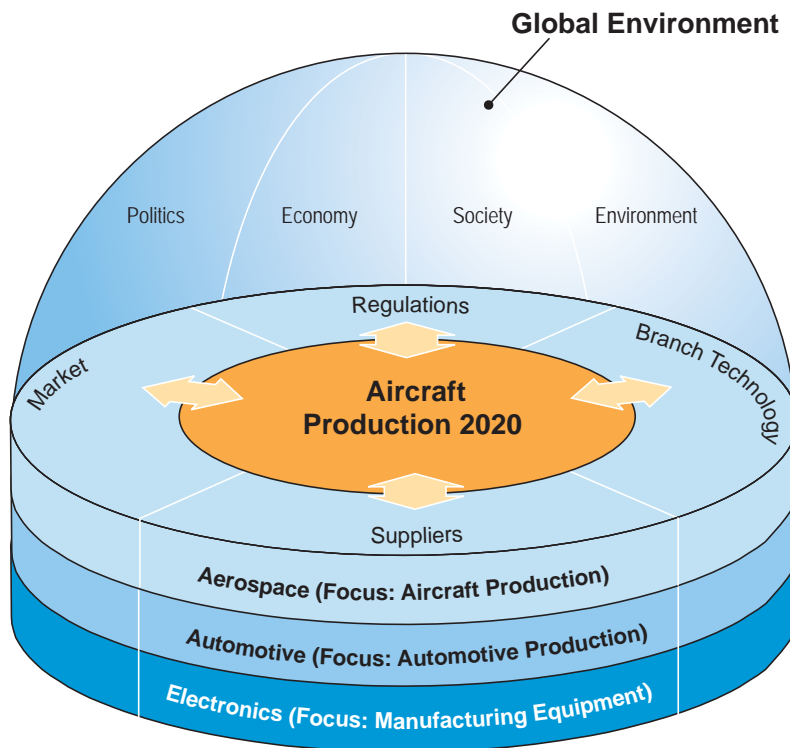 Global Environment
Politics
Economy
Society
Environment
Regulations
Market
Branch Technology
Aircraft
Production 2020
Suppliers
Aerospace (Focus: Aircraft Production)
Automotive (Focus: Automotive Production)
Electronics (Focus: Manufacturing Equipment)